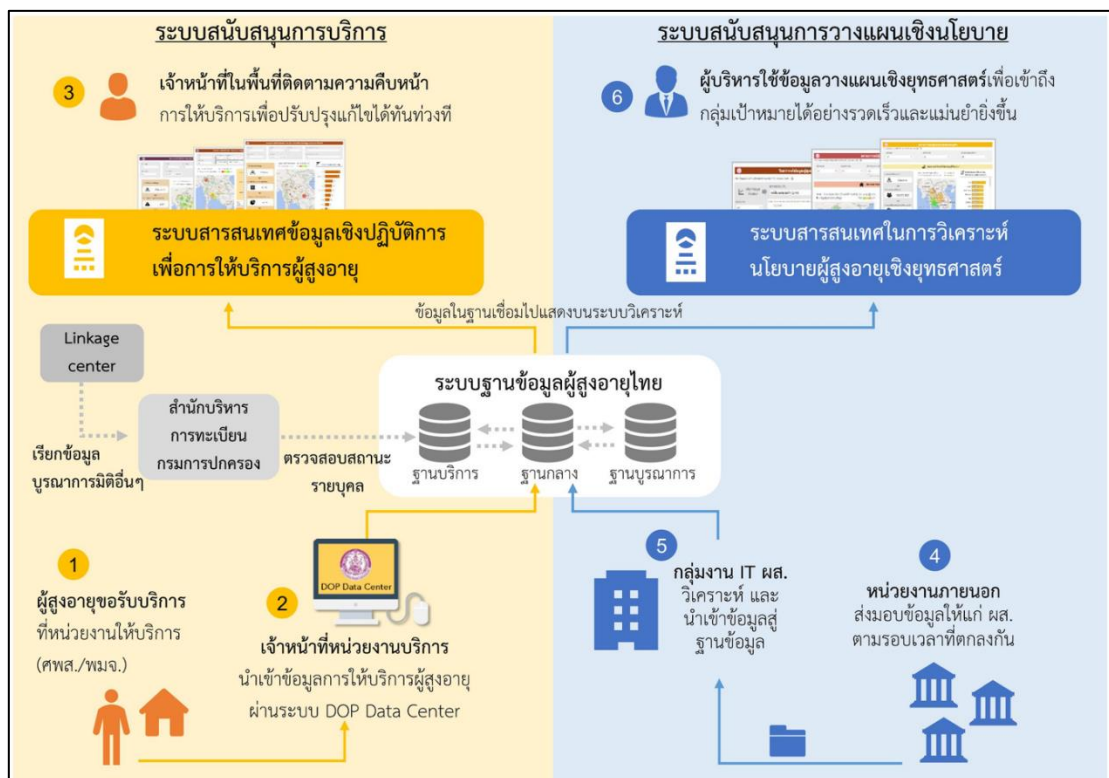 ระบบสนับสนุนการบริการ
3
เจ้าหน้าที่ในพื้นที่ติดตามความคืบหน้า
การให้บริการเพื่อปรับปรุงแก้ไขได้ทันท่วงที
ระบบสารสนเทศข้อมูลเชิงปฏิบัติการ
เพื่อการให้บริการผู้สูงอายุ
ระบบสนับสนุนการวางแผนเชิงนโยบาย
6
ผู้บริหารใช้ข้อมูลวางแผนเชิงยุทธศาสตร์เพื่อเข้าถึง
กลุ่มเป้าหมายได้อย่างรวดเร็วและแม่นยำยิ่งขึ้น
ระบบสารสนเทศในการวิเคราะห์
นโยบายผู้สูงอายุเชิงยุทธศาสตร์
ข้อมูลในฐานเชื่อมไปแสดงบนระบบวิเคราะห์
Linkage
center
สำนักบริหาร
การทะเบียน
กรมการปกครอง
เรียกข้อมูล
บูรณาการมิติอื่นๆ
ตรวจสอบสถานะ
รายบุคคล
ระบบฐานข้อมูลผู้สูงอายุไทย
ฐานบริการ
ฐานกลาง
ฐานบูรณาการ
1
ผู้สูงอายุขอรับบริการ
ที่หน่วยงานให้บริการ
(ศพส./พมจ.)
DOP Data Center
2
เจ้าหน้าที่หน่วยงานบริการ
นำเข้าข้อมูลการให้บริการผู้สูงอายุ
ผ่านระบบ DOP Data Center
5
กลุ่มงาน IT ผส.
วิเคราะห์ และ
นำเข้าข้อมูลสู่
ฐานข้อมูล
4
หน่วยงานภายนอก
ส่งมอบข้อมูลให้แก่ ผส.
ตามรอบเวลาที่ตกลงกัน